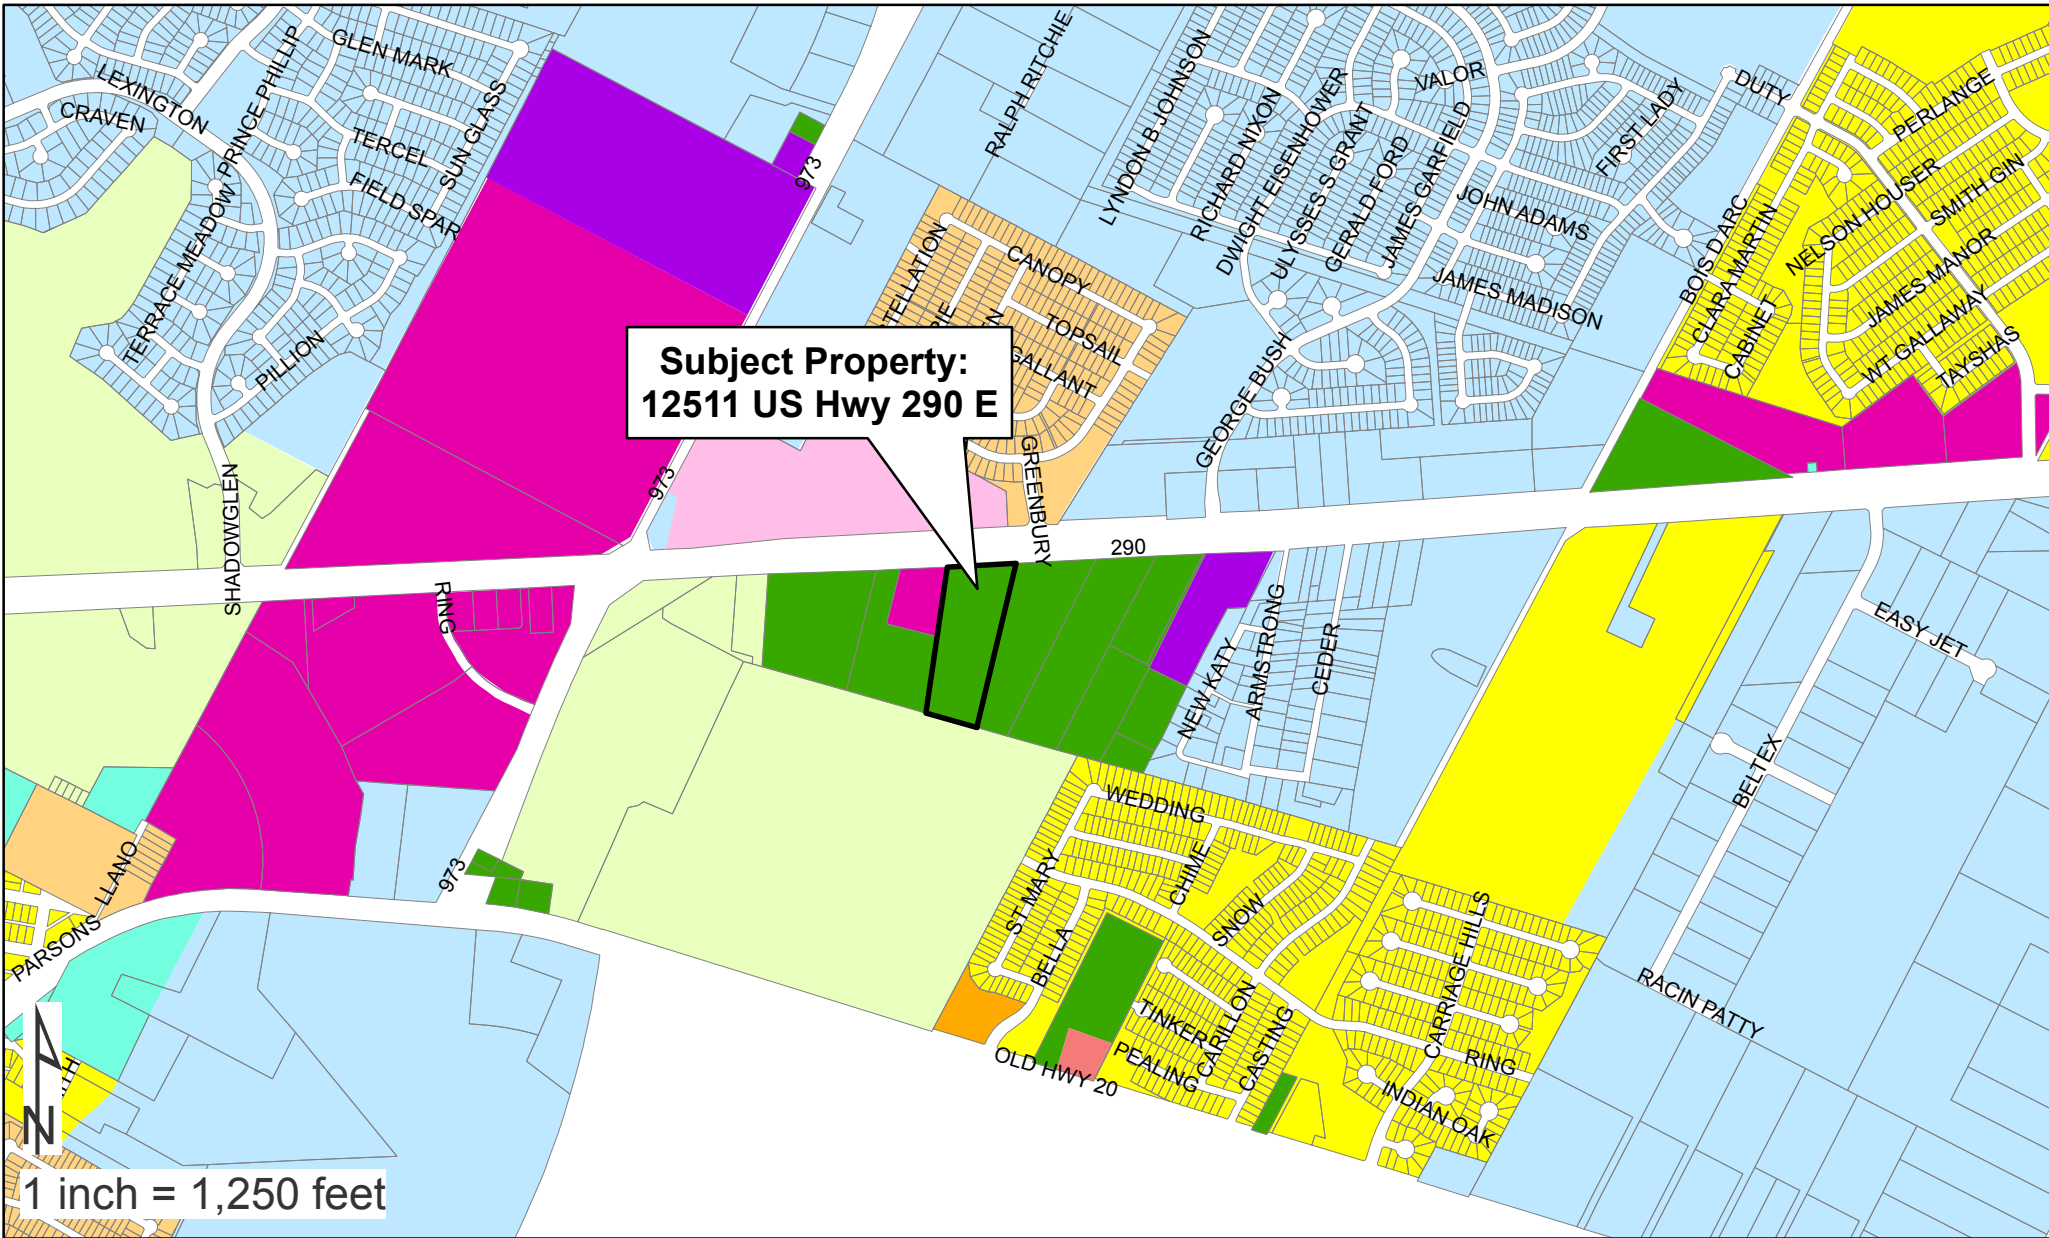 GLEN MARK
LEXINGTON
CRAVEN
PRINCE PHILLIP
TERCEL
SUN GLASS
FIELD SPAR
TERRACE MEADOW
PILLION
SHADOWGLEN
973
RALPH RITCHIE
LYNDON B JOHNSON
RICHARD NIXON
DWIGHT EISENHOWER
ULYSSES S GRANT
GERALD FORD
JAMES GARFIELD
VALOR
FIRST LADY
DUTY
JOHN ADAMS
JAMES MADISON
GEORGE BUSH
PERLANGE
NELSON HOUSER
SMITH GIN
JAMES MANOR
WT GALLAWAY
TAYSHAS
BOIS D'ARC
CLARA MARTIN
CABINET
TELLATION
CANOPY
TOPSAIL
GALLANT
GREENBURY
Subject Property:
12511 US Hwy 290 E
973
290
RING
NEW KATY
ARMSTRONG
CEDER
EASY JET
BELTEX
RACIN PATTY
WEDDING
CHIME
ST MARY
BELLA
SNOW
TINKER
CARILLON
PEALING
CASTING
CARRIAGE HILLS
RING
INDIAN OAK
OLD HWY 20
973
LLANO
PARSONS
N
1 inch = 1,250 feet